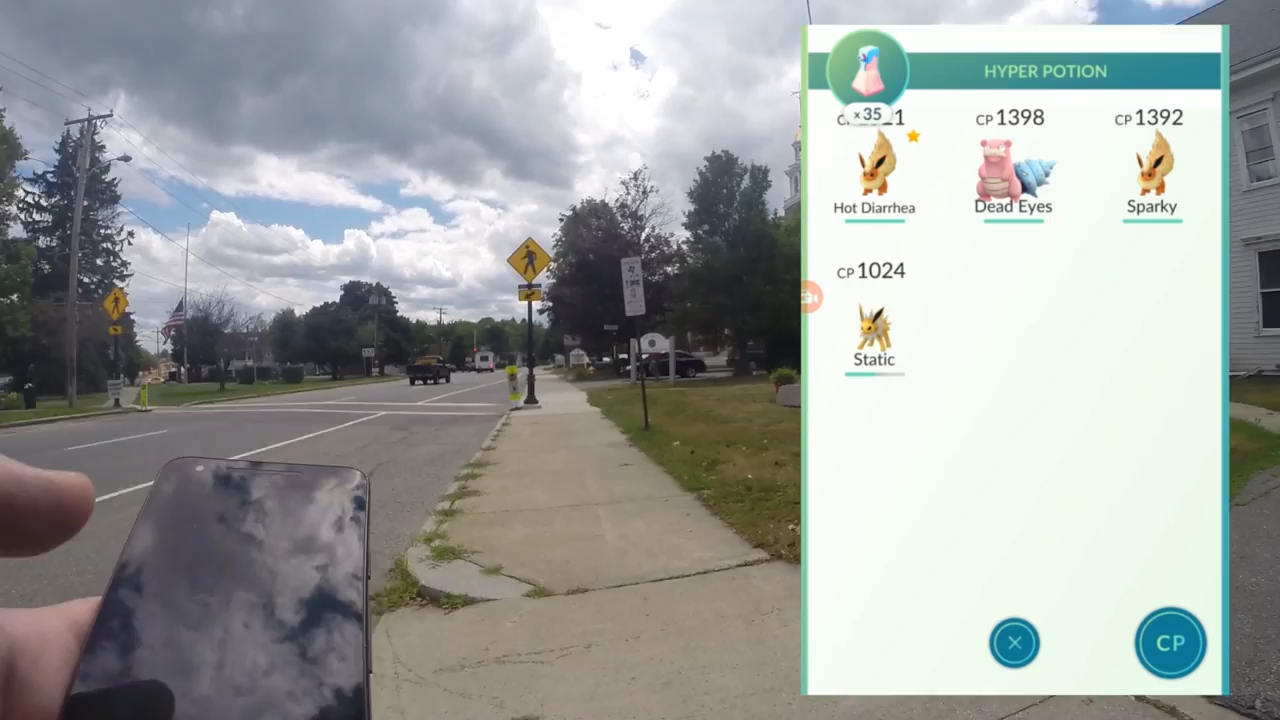 HYPER POTION
×35
CP 1398
CP 1392
Hot Diarrhea
Dead Eyes
Sparky
CP 1024
Static
CP